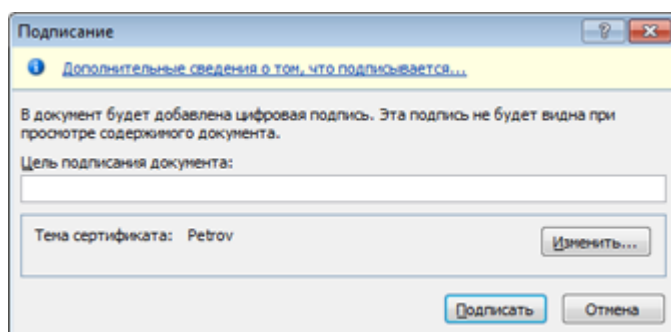 Подписание
Дополнительные сведения о том, что подписывается...
В документ будет добавлена цифровая подпись. Эта подпись не будет видна при
просмотре содержимого документа.
Цель подписания документа:
Тема сертификата: Petrov
Изменить...
Подписать Отмена